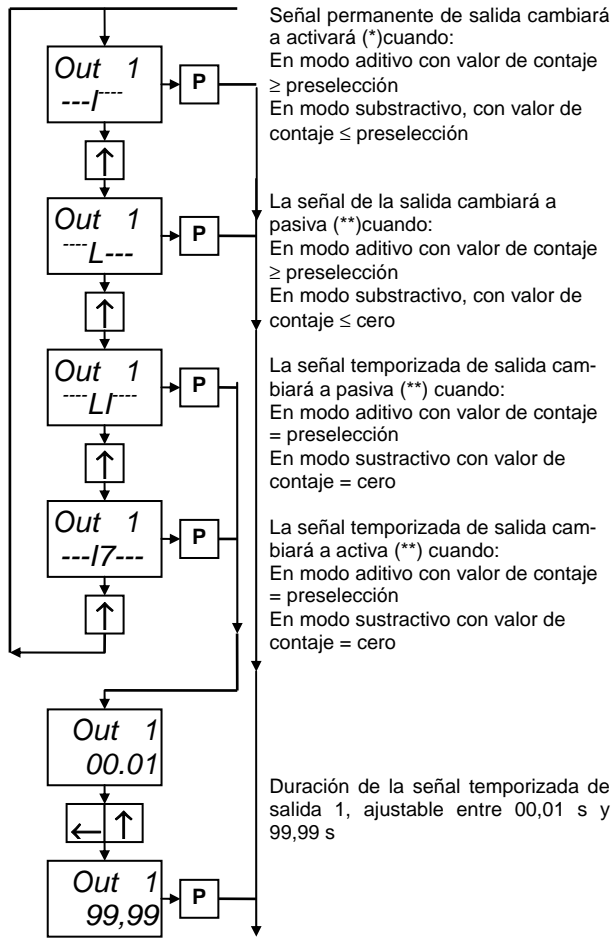 Señal permanente de salida cambiará
a activará (*)cuando:
En modo aditivo con valor de contaje
≥ preselección
En modo substractivo, con valor de
contaje ≤ preselección
Out 1
---I----
P
↑
La señal de la salida cambiará a
pasiva (**)cuando:
En modo aditivo con valor de contaje
≥ preselección
En modo substractivo, con valor de
contaje ≤ cero
Out 1
----L---
P
↑
La señal temporizada de salida cam-
biará a pasiva (**) cuando:
En modo aditivo con valor de contaje
= preselección
En modo sustractivo con valor de
contaje = cero
Out 1
----LI----
P
↑
La señal temporizada de salida cam-
biará a activa (**) cuando:
En modo aditivo con valor de contaje
= preselección
En modo sustractivo con valor de
contaje = cero
Out 1
---I7---
P
↑
Out 1
00.01
← ↑
Duración de la señal temporizada de
salida 1, ajustable entre 00,01 s y
99,99 s
Out 1
99,99
P